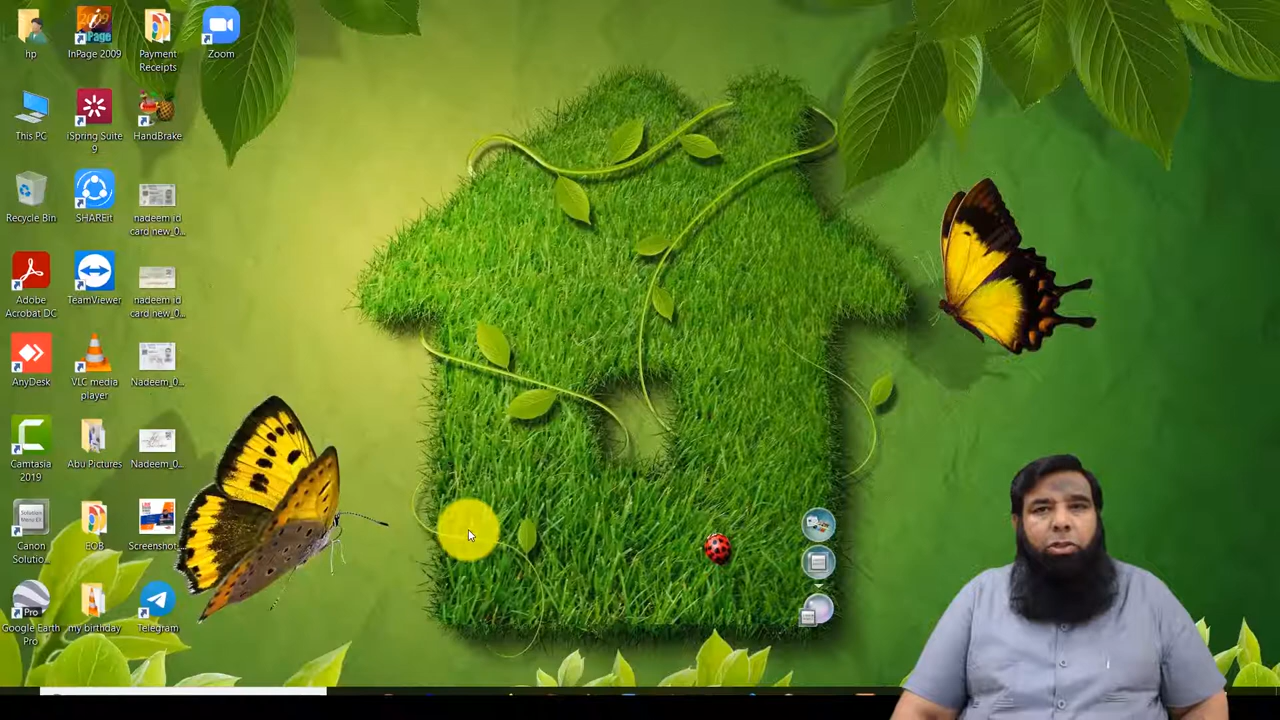 hp
InPage 2009
Payment
Receipts
Zoom
This PC
iSpring Suite
9
HandBrake
Recycle Bin
SHAREit
nadeem id
card new_0...
Adobe
Acrobat DC
TeamViewer
nadeem id
card new_0...
AnyDesk
VLC media
player
Nadeem_0...
Camtasia
2019
Abu Pictures
Nadeem_0...
Canon
Solutio...
EOB
Screenshot...
Google Earth
Pro
my birthday
Telegram